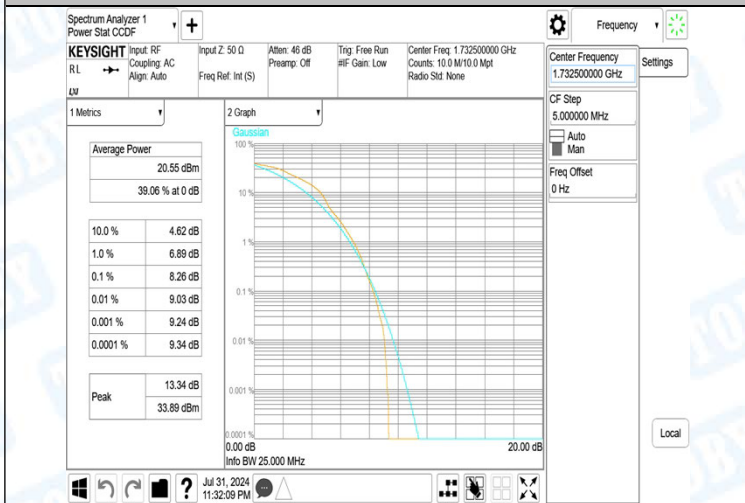 Spectrum Analyzer 1
Power Stat CCDF
Frequency
KEYSIGHT
RL
LXI
Input: RF
Coupling: AC
Align: Auto
Input Z: 50 Ω
Freq Ref: Int (S)
Atten: 46 dB
Preamp: Off
Trig: Free Run
#IF Gain: Low
Center Freq: 1.732500000 GHz
Counts: 10.0 M/10.0 Mpt
Radio Std: None
Center Frequency
1.732500000 GHz
Settings
CF Step
5.000000 MHz
Auto
Man
Freq Offset
0 Hz
1 Metrics
Average Power
20.55 dBm
39.06 % at 0 dB
10.0 % 4.62 dB
1.0 % 6.89 dB
0.1 % 8.26 dB
0.01 % 9.03 dB
0.001 % 9.24 dB
0.0001 % 9.34 dB
Peak
13.34 dB
33.89 dBm
2 Graph
Gaussian
100 %
10 %
1 %
0.1 %
0.01 %
0.001 %
0.0001 %
0.00 dB 20.00 dB
Info BW 25.000 MHz
Local
?
Jul 31, 2024
11:32:09 PM